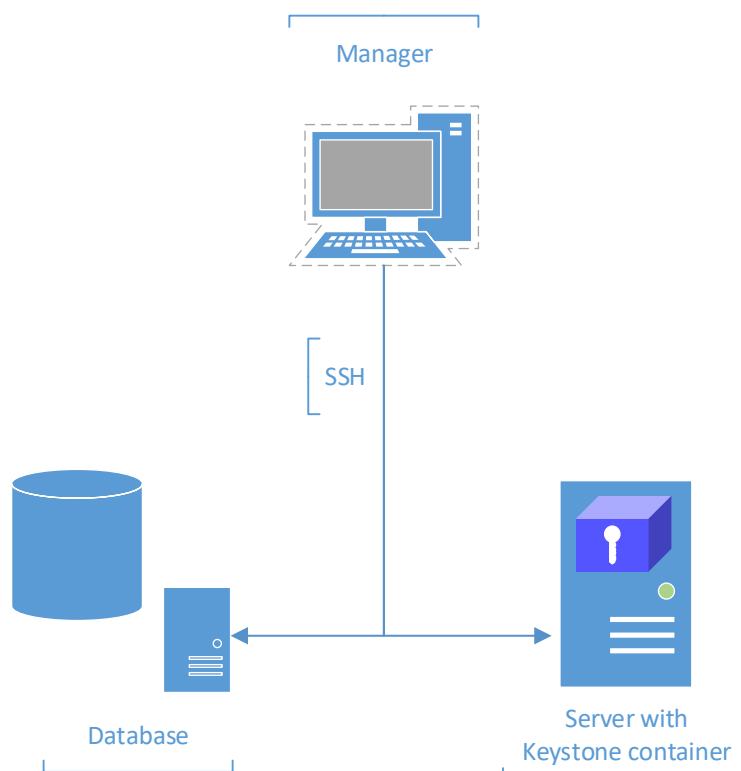 Manager
SSH
Database
Server with
Keystone container